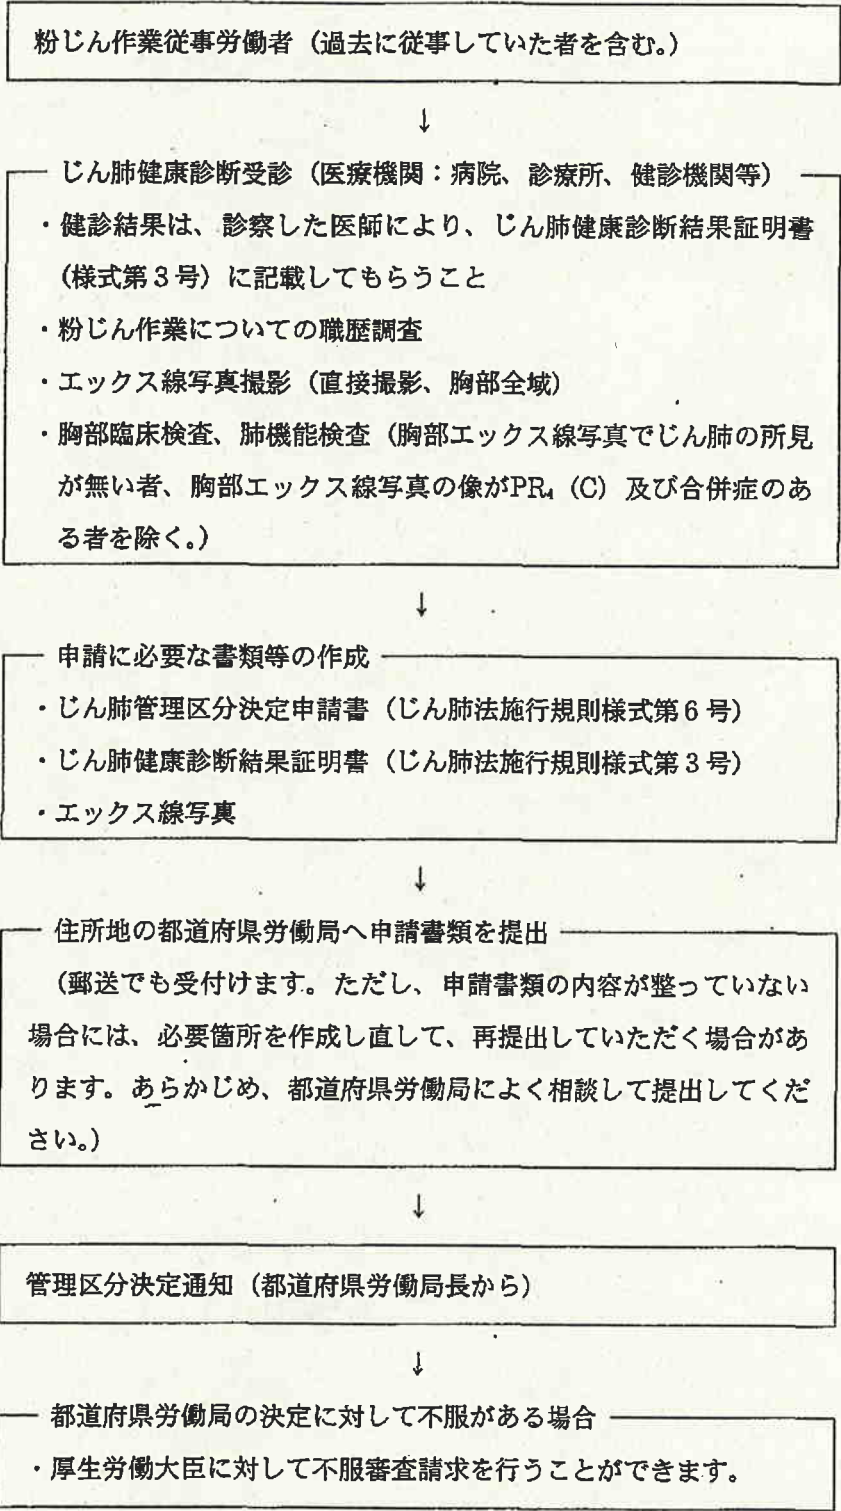 粉じん作業従事労働者（過去に従事していた者を含む。）
↓
じん肺健康診断受診（医療機関：病院、診療所、健診機関等）
・健診結果は、診察した医師により、じん肺健康診断結果証明書
（様式第３号）に記載してもらうこと
・粉じん作業についての職歴調査
・エックス線写真撮影（直接撮影、胸部全域）
・胸部臨床検査、肺機能検査（胸部エックス線写真でじん肺の所見
が無い者、胸部エックス線写真の像がPR₄（C）及び合併症のあ
る者を除く。）
↓
申請に必要な書類等の作成
・じん肺管理区分決定申請書（じん肺法施行規則様式第６号）
・じん肺健康診断結果証明書（じん肺法施行規則様式第３号）
・エックス線写真
↓
住所地の都道府県労働局へ申請書類を提出
（郵送でも受付けます。ただし、申請書類の内容が整っていない
場合には、必要箇所を作成し直して、再提出していただく場合があ
ります。あらかじめ、都道府県労働局によく相談して提出してくだ
さい。）
↓
管理区分決定通知（都道府県労働局長から）
↓
都道府県労働局の決定に対して不服がある場合
・厚生労働大臣に対して不服審査請求を行うことができます。